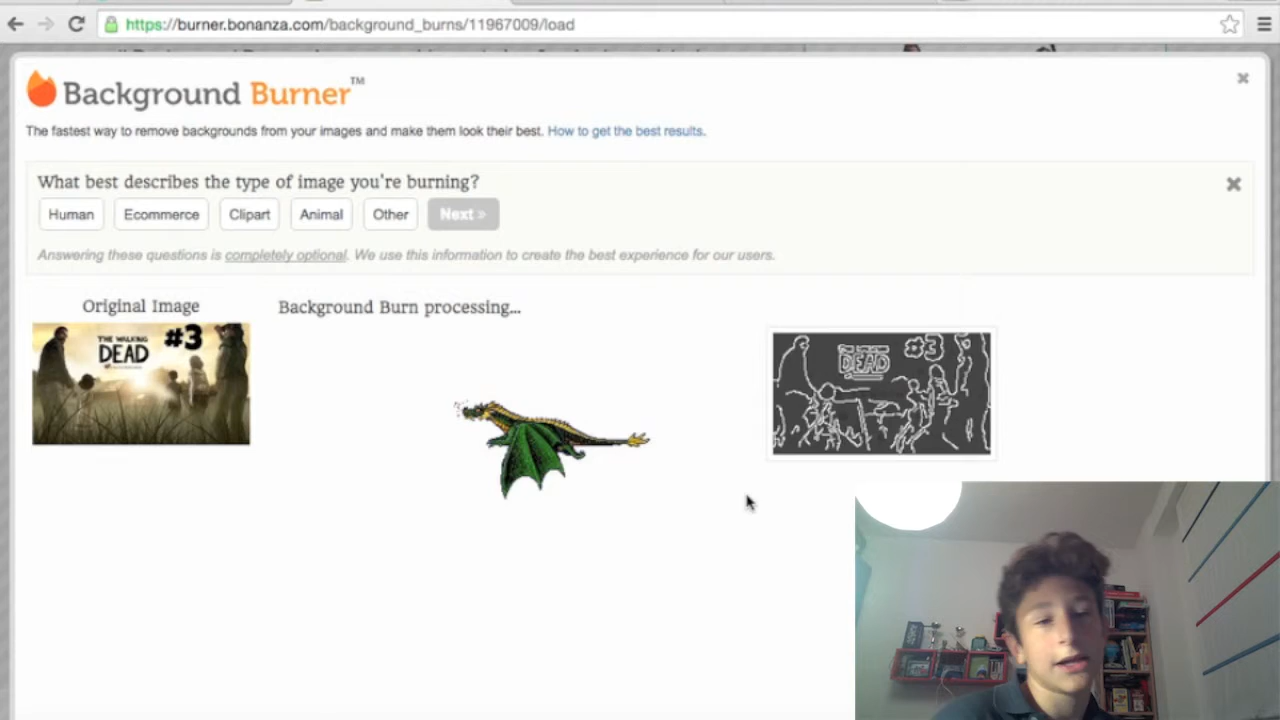 https://burner.bonanza.com/background_burns/11967009/load
Background Burner™
The fastest way to remove backgrounds from your images and make them look their best. How to get the best results.
What best describes the type of image you're burning?
Human Ecommerce Clipart Animal Other Next »
Answering these questions is completely optional. We use this information to create the best experience for our users.
Original Image
Background Burn processing...
THE WALKING
DEAD
#3
DEAD
#3